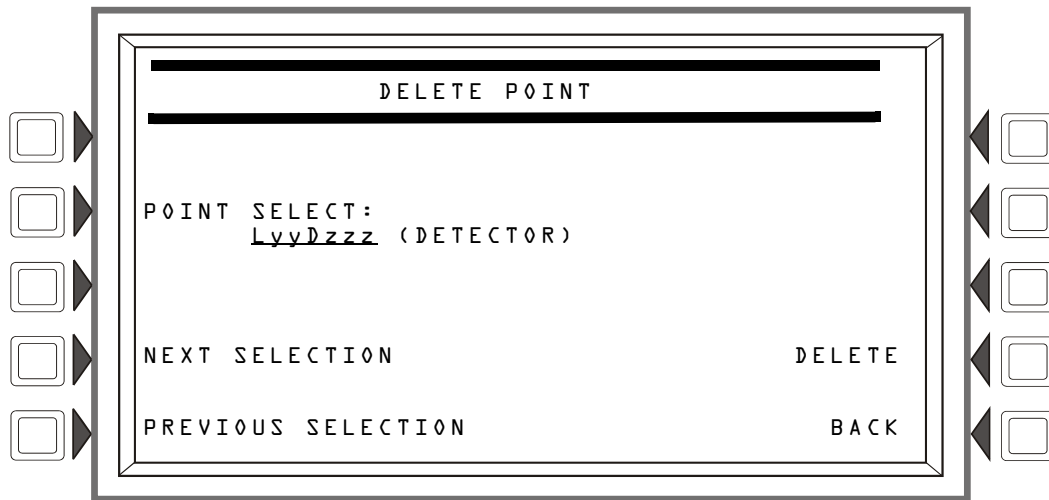 DELETE POINT
POINT SELECT:
LyyDzzz (DETECTOR)
NEXT SELECTION
DELETE
PREVIOUS SELECTION
BACK